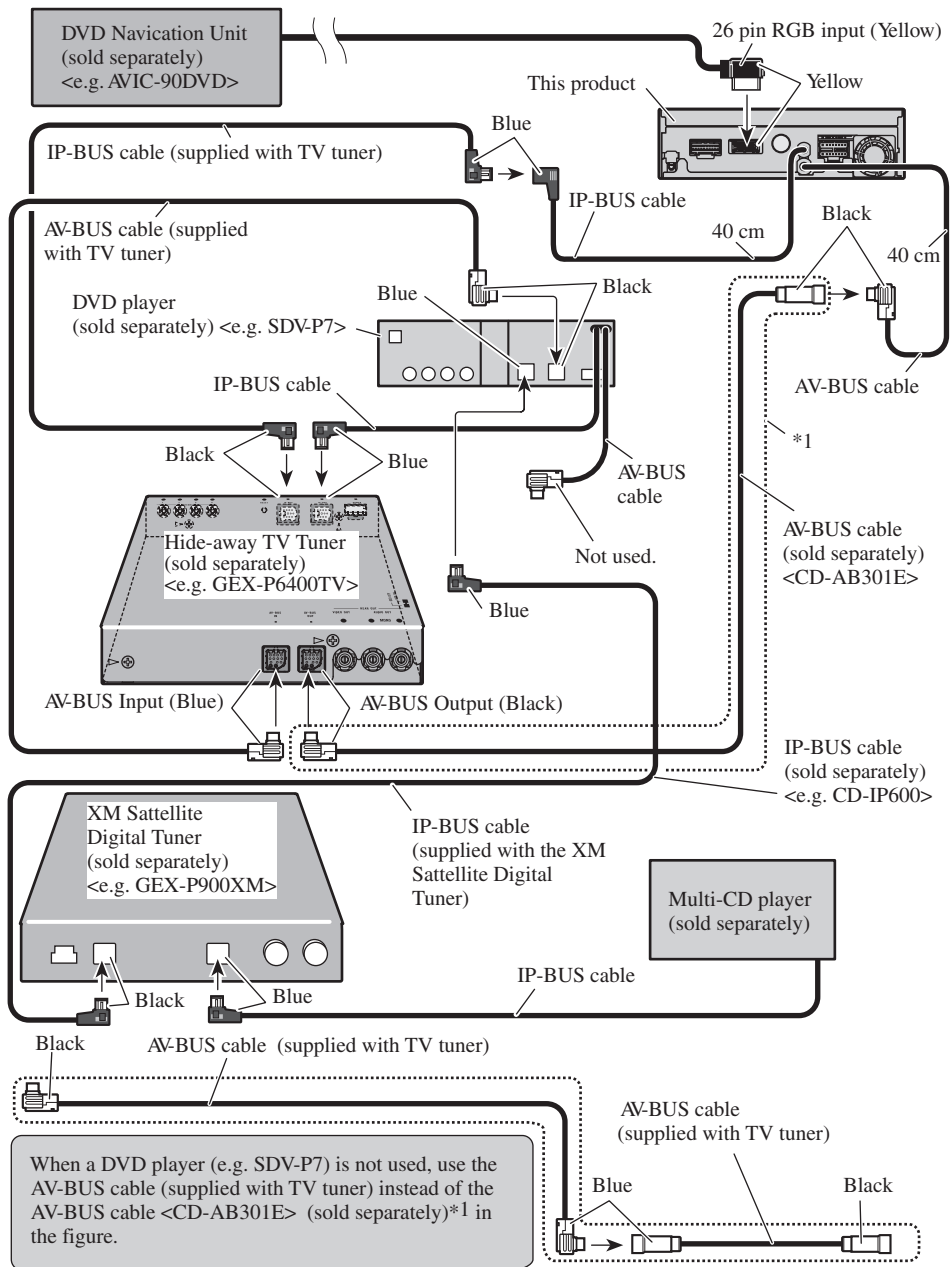 DVD Navigation Unit
(sold separately)
<e.g. AVIC-90DVD>
26 pin RGB input (Yellow)
This product
Yellow
Blue
IP-BUS cable (supplied with TV tuner)
IP-BUS cable
AV-BUS cable (supplied
with TV tuner)
40 cm
Black
40 cm
Blue
Black
DVD player
(sold separately) <e.g. SDV-P7>
IP-BUS cable
AV-BUS cable
*1
Black
Blue
AV-BUS
cable
Not used.
AV-BUS cable
(sold separately)
<CD-AB301E>
Hide-away TV Tuner
(sold separately)
<e.g. GEX-P6400TV>
Blue
AV-BUS Input (Blue)
AV-BUS Output (Black)
IP-BUS cable
(sold separately)
<e.g. CD-IP600>
XM Sattellite
Digital Tuner
(sold separately)
<e.g. GEX-P900XM>
IP-BUS cable
(supplied with the XM
Sattellite Digital
Tuner)
Multi-CD player
(sold separately)
Black
Blue
IP-BUS cable
Black
AV-BUS cable (supplied with TV tuner)
AV-BUS cable
(supplied with TV tuner)
When a DVD player (e.g. SDV-P7) is not used, use the
AV-BUS cable (supplied with TV tuner) instead of the
AV-BUS cable <CD-AB301E> (sold separately)*1 in
the figure.
Blue
Black